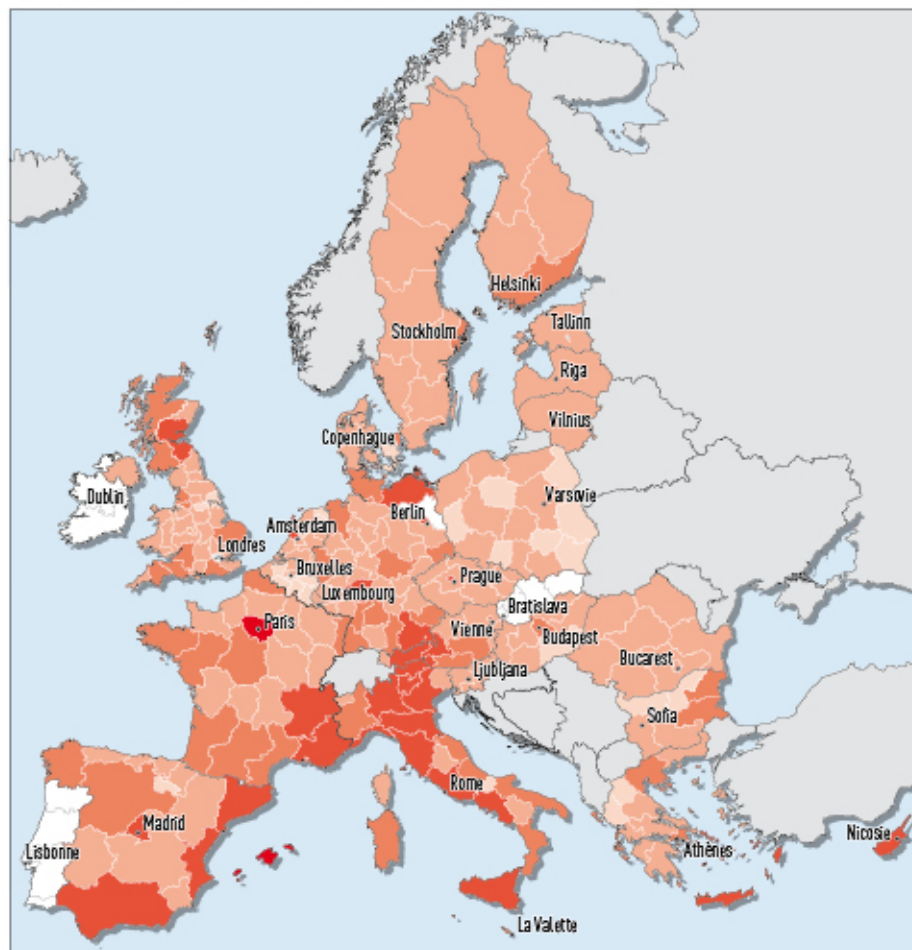 Helsinki
Tallinn
Stockholm
Riga
Vilnius
Copenhague
Dublin
Varsovie
Berlin
Amsterdam
Londres
Bruxelles
Prague
Luxembourg
Bratislava
Paris
Vienne
Budapest
Bucarest
Ljubljana
Sofia
Rome
Madrid
Nicosie
Lisbonne
Athènes
La Valette